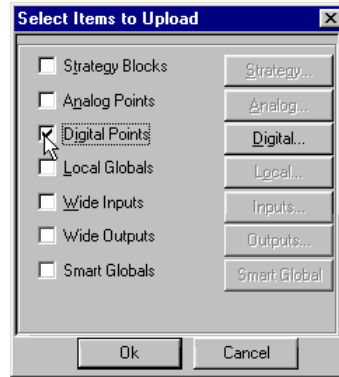 Select Items to Upload
Strategy Blocks Strategy...
Analog Points Analog...
Digital Points Digital...
Local Globals Local...
Wide Inputs Inputs...
Wide Outputs Outputs...
Smart Globals Smart Global
Ok Cancel